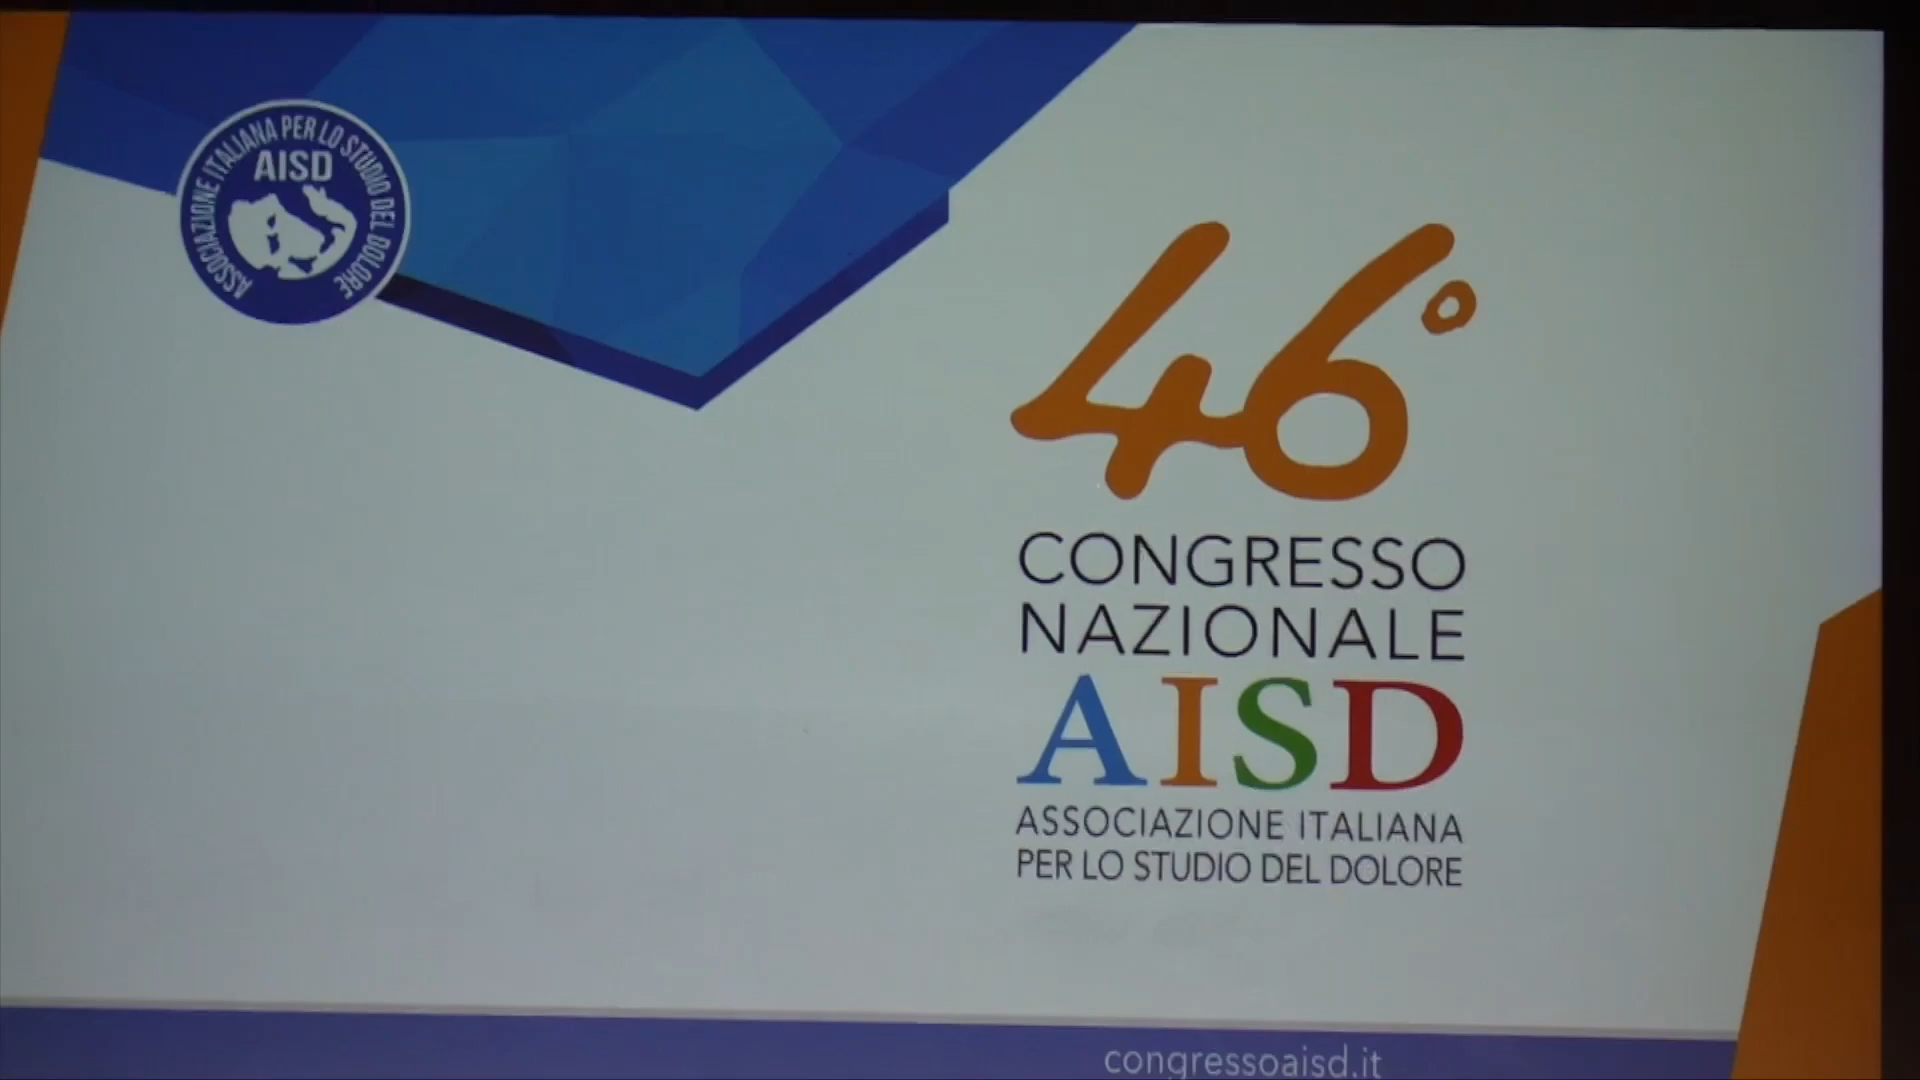 ASSOCIAZIONE ITALIANA PER LO STUDIO DEL DOLORE
AISD
46°
CONGRESSO
NAZIONALE
AISD
ASSOCIAZIONE ITALIANA
PER LO STUDIO DEL DOLORE
congressoaisd.it